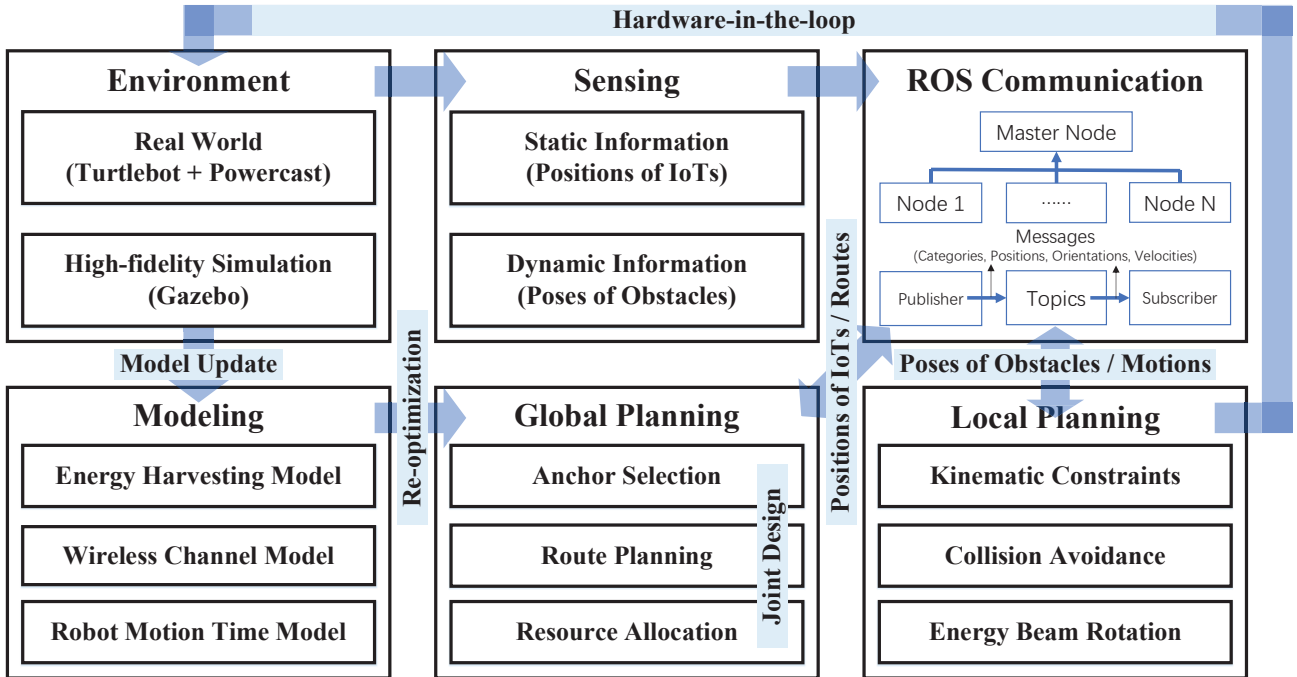 Hardware-in-the-loop
Environment
Real World
(Turtlebot + Powercast)
High-fidelity Simulation
(Gazebo)
Sensing
Static Information
(Positions of IoTs)
Dynamic Information
(Poses of Obstacles)
ROS Communication
Master Node
Node 1
......
Node N
Messages
(Categories, Positions, Orientations, Velocities)
Publisher
Topics
Subscriber
Model Update
Re-optimization
Positions of IoTs / Routes
Poses of Obstacles / Motions
Modeling
Energy Harvesting Model
Wireless Channel Model
Robot Motion Time Model
Global Planning
Anchor Selection
Route Planning
Resource Allocation
Joint Design
Local Planning
Kinematic Constraints
Collision Avoidance
Energy Beam Rotation